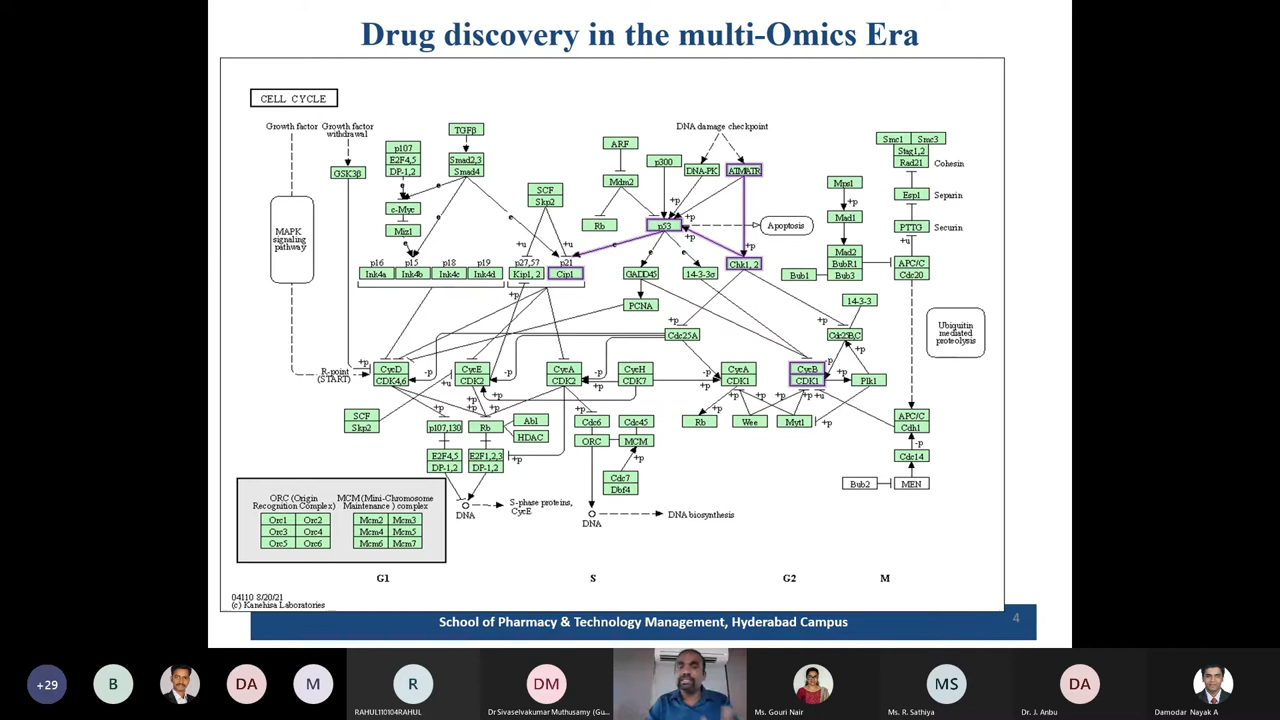 Drug discovery in the multi-Omics Era
CELL CYCLE
Growth factor
Growth factor
withdrawal
TGFβ
DNA damage checkpoint
p107
E2F4,5
DP-1,2
Smad2,3
Smad4
GSK3β
ARF
p300
DNA-PK
ATMATR
Smc1
Smc3
Stag1,2
Rad21
Cohesin
Mdm2
SCF
Skp2
Mps1
Esp1
Separin
c-Myc
Miz1
Rb
p53
Apoptosis
Mad1
PTTG
Securin
MAPK
signaling
pathway
+p
+p
+p
+p
+u
+u
+u
e
e
e
e
e
e
Mad2
BubR1
Bub3
Bub1
APC/C
Cdc20
p16
Ink4a
p15
Ink4b
p18
Ink4c
p19
Ink4d
p27,57
Kip1, 2
p21
Cip1
GADD45
14-3-3σ
Chk1, 2
+p
PCNA
14-3-3
Cdc25A
Cdc25B,C
Ubiquitin
mediated
proteolysis
+p
+p
R-point
(START)
+p
CycD
CDK4,6
-p
+u
CycE
CDK2
-p
CycA
CDK2
-p
+p
CycH
CDK7
-p
+p
CycA
CDK1
CycB
CDK1
-p
+p
+p
Plk1
+p
+p
+p
+p
+p
+p
+p
+u
SCF
Skp2
p107,130
Rb
Abl
HDAC
Cdc6
Cdc45
ORC
MCM
Rb
Wee
Myt1
+p
APC/C
Cdh1
-p
Cdc14
E2F4,5
DP-1,2
E2F1,2,3
DP-1,2
+p
+p
Cdc7
Dbf4
Bub2
MEN
ORC (Origin
Recognition Complex)
MCM (Mini-Chromosome
Maintenance ) complex
Orc1
Orc2
Mcm2
Mcm3
Orc3
Orc4
Mcm4
Mcm5
Orc5
Orc6
Mcm6
Mcm7
DNA
S-phase proteins,
CycE
DNA
DNA biosynthesis
G1
S
G2
M
04110 8/20/21
(c) Kanehisa Laboratories
School of Pharmacy & Technology Management, Hyderabad Campus
4
+29
B
DA
M
R
RAHUL110104RAHUL
DM
Dr Sivaselvakumar Muthusamy (Gu...
Ms. Gouri Nair
MS
Ms. R. Sathiya
DA
Dr. J. Anbu
Damodar Nayak A